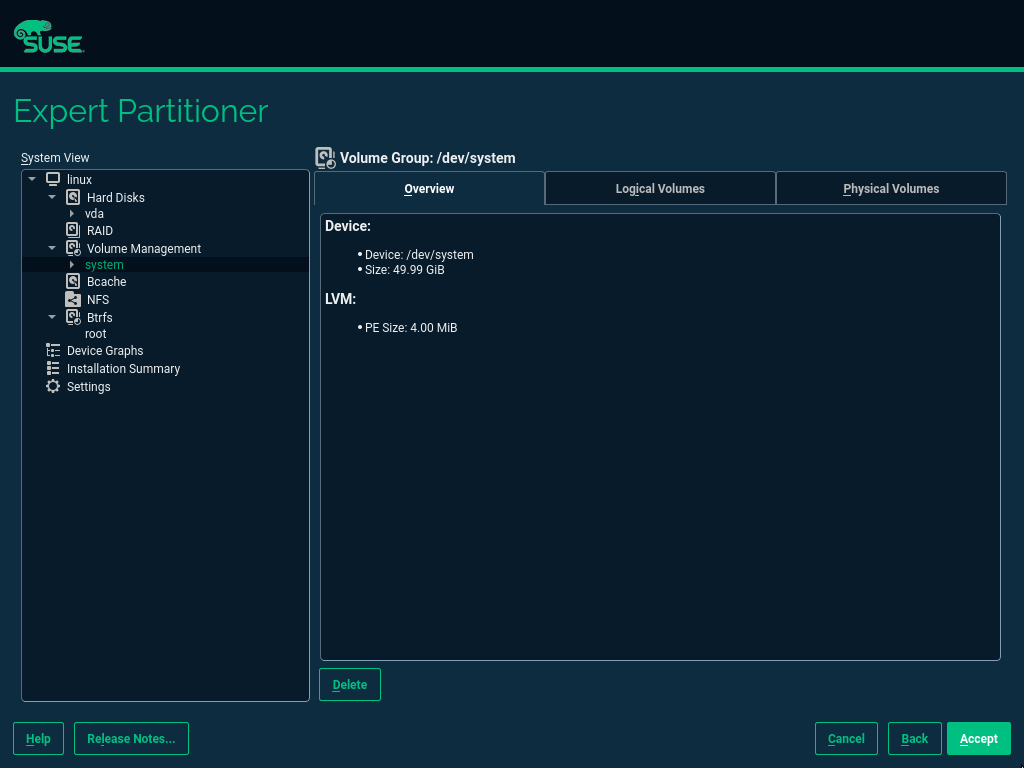 SUSE
Expert Partitioner
System View
linux
Hard Disks
vda
RAID
Volume Management
system
Bcache
NFS
Btrfs
root
Device Graphs
Installation Summary
Settings
Volume Group: /dev/system
Overview
Logical Volumes
Physical Volumes
Device:
• Device: /dev/system
• Size: 49.99 GiB
LVM:
• PE Size: 4.00 MiB
Delete
Help
Release Notes...
Cancel
Back
Accept